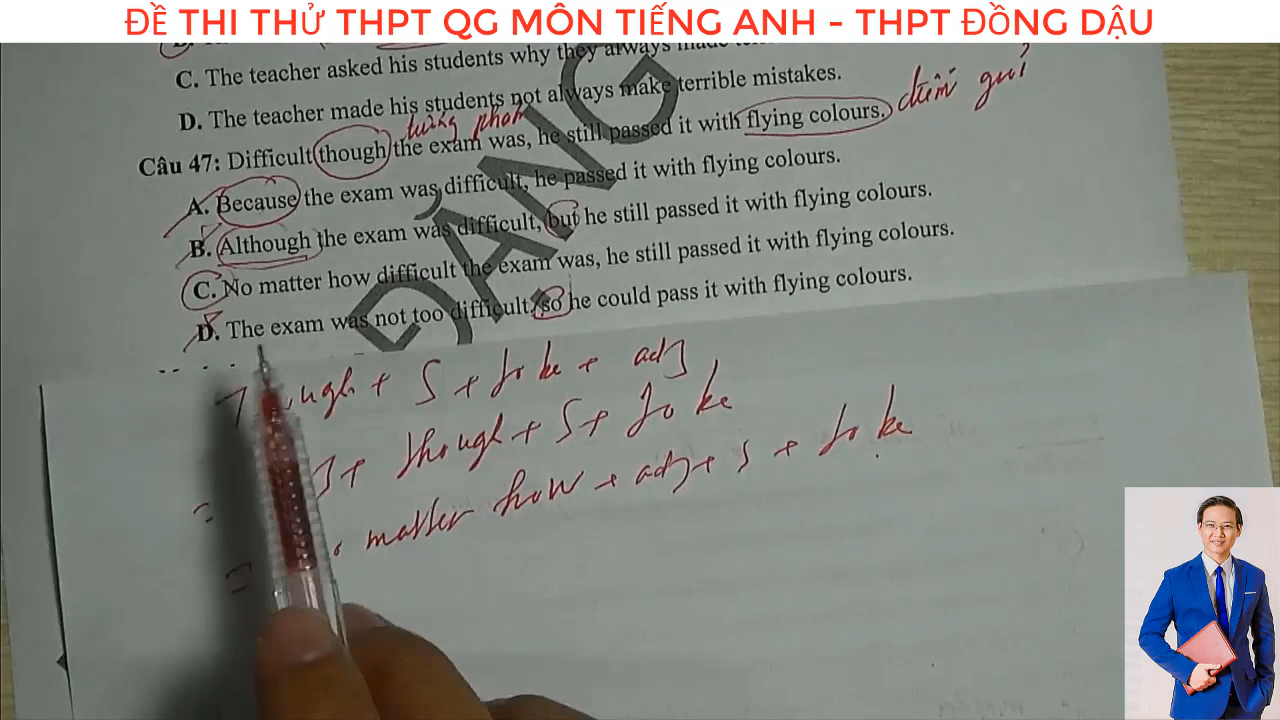 ĐỀ THI THỬ THPT QG MÔN TIẾNG ANH - THPT ĐỒNG DẬU
C. The teacher asked his students why they always made
D. The teacher made his students not always make terrible mistakes.
tương phản
điểm giỏi
Câu 47: Difficult though the exam was, he still passed it with flying colours.
A. Because the exam was difficult, he passed it with flying colours.
B. Although the exam was difficult, but he still passed it with flying colours.
C. No matter how difficult the exam was, he still passed it with flying colours.
D. The exam was not too difficult, so he could pass it with flying colours.
ĐẲNG
+ S + to be + adj
+ though + S + to be
matter how + adj + s + to be